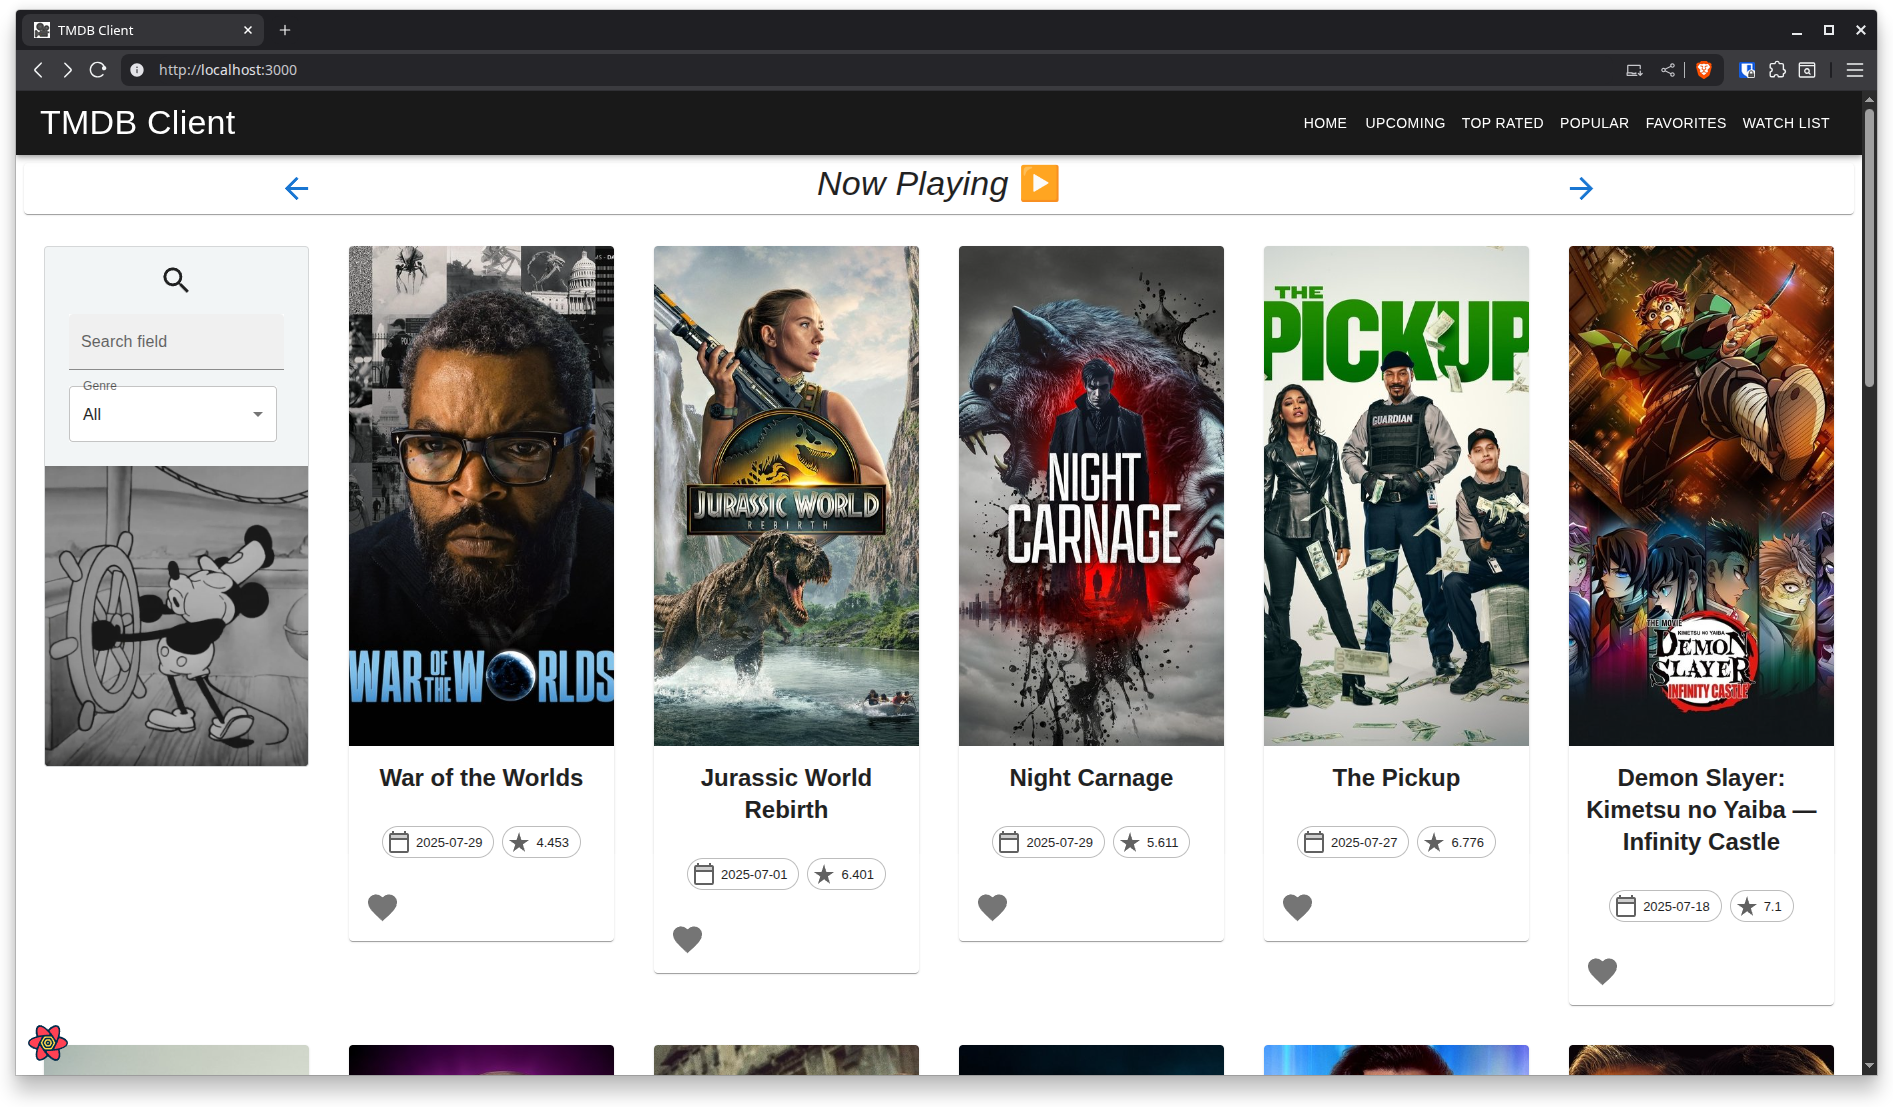 TMDB Client
http://localhost:3000
TMDB Client
HOME UPCOMING TOP RATED POPULAR FAVORITES WATCH LIST
Now Playing
Search field
Genre
All
WAR OF THE WORLDS
JURASSIC WORLD
REBIRTH
NIGHT
CARNAGE
THE
PICKUP
GUARDIAN
THE MOVIE
KIMETSU NO YAIBA
DEMON
SLAYER
INFINITY CASTLE
War of the Worlds
2025-07-29 4.453
Jurassic World
Rebirth
2025-07-01 6.401
Night Carnage
2025-07-29 5.611
The Pickup
2025-07-27 6.776
Demon Slayer:
Kimetsu no Yaiba —
Infinity Castle
2025-07-18 7.1